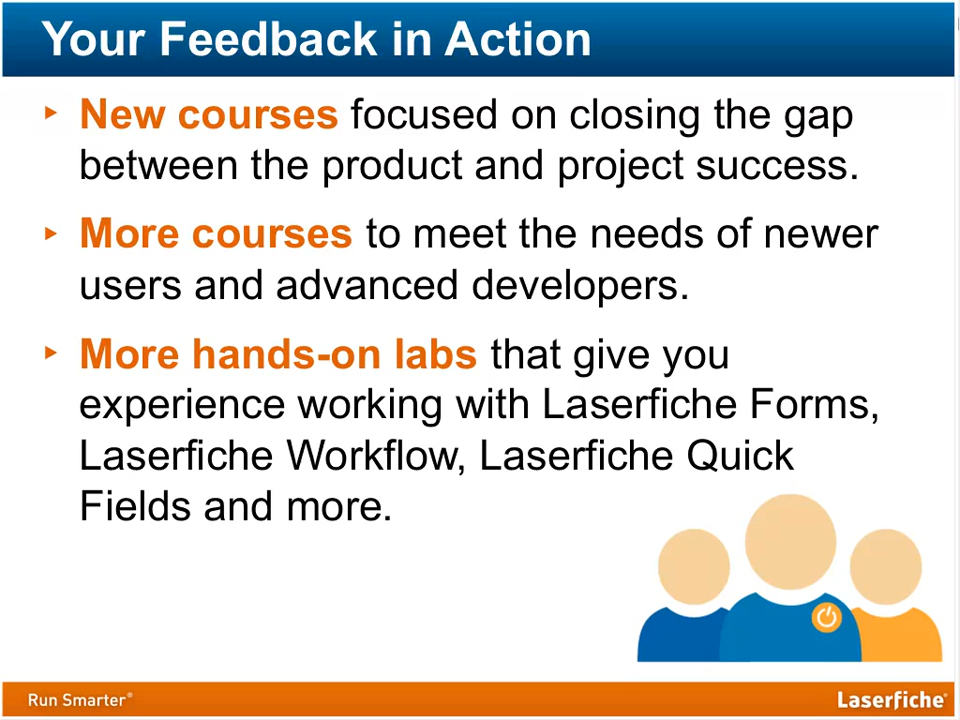 Your Feedback in Action
‣ New courses focused on closing the gap
between the product and project success.
‣ More courses to meet the needs of newer
users and advanced developers.
‣ More hands-on labs that give you
experience working with Laserfiche Forms,
Laserfiche Workflow, Laserfiche Quick
Fields and more.
Run Smarter®
Laserfiche®